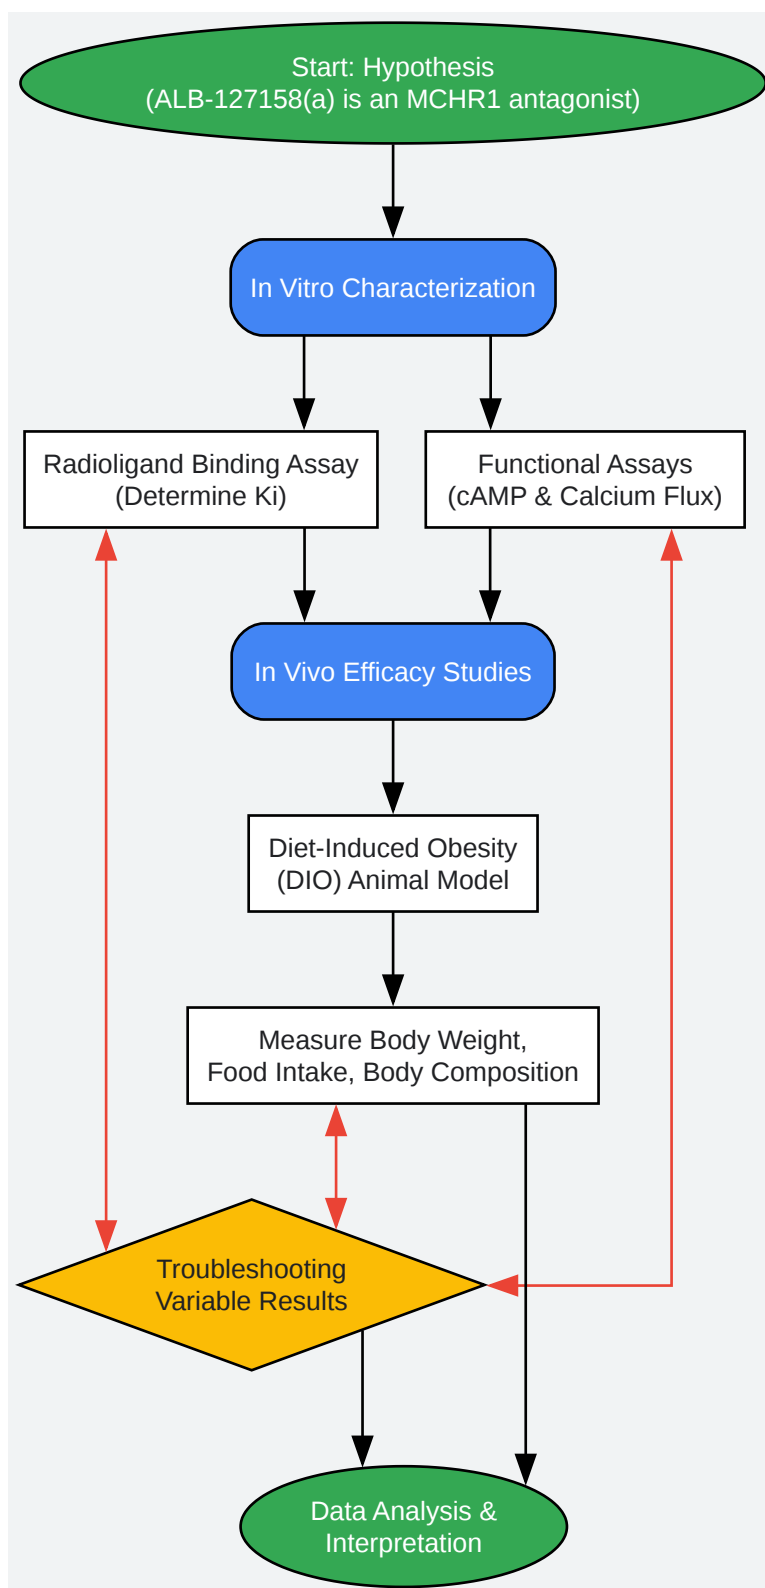 Start: Hypothesis
(ALB-127158(a) is an MCHR1 antagonist)
In Vitro Characterization
Radioligand Binding Assay
(Determine Ki)
Functional Assays
(cAMP & Calcium Flux)
In Vivo Efficacy Studies
Diet-Induced Obesity
(DIO) Animal Model
Measure Body Weight,
Food Intake, Body Composition
Troubleshooting
Variable Results
Data Analysis &
Interpretation